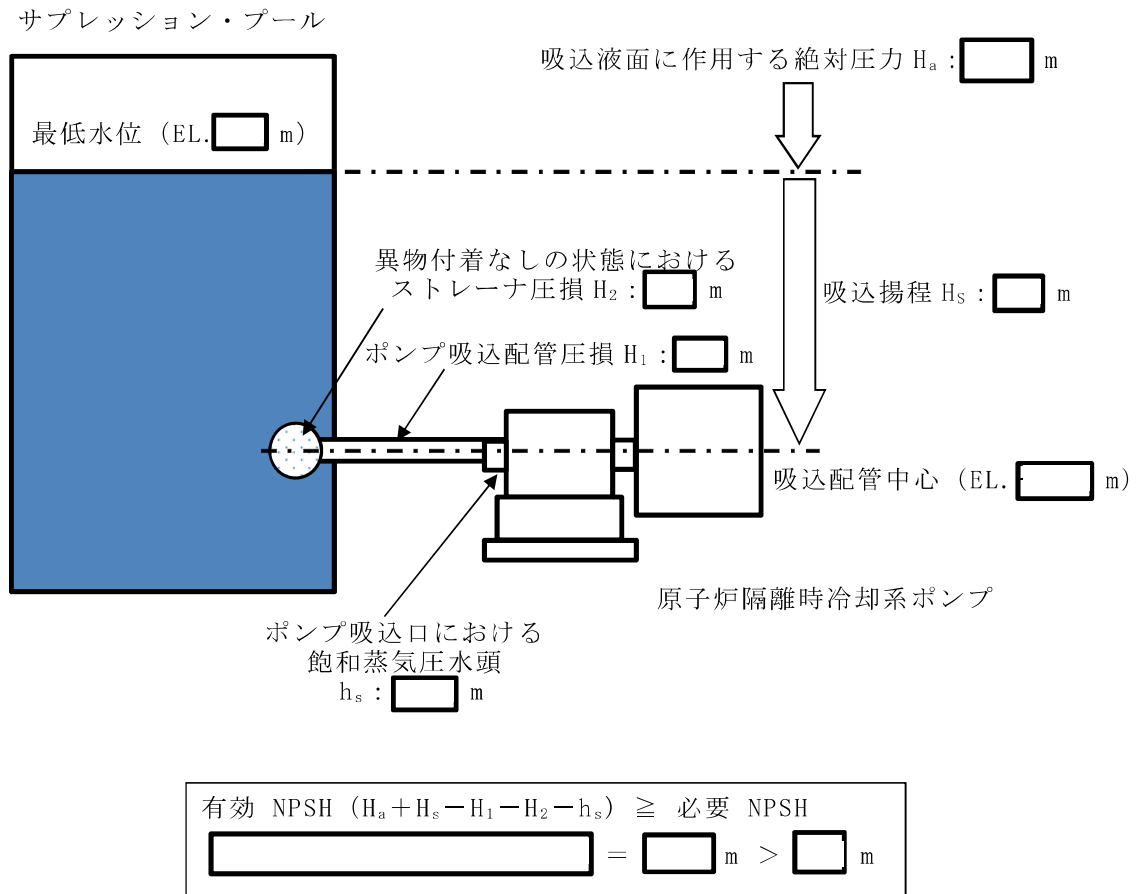 サプレッション・プール
吸込液面に作用する絶対圧力 Hₐ : m
最低水位 (EL. m)
異物付着なしの状態における
ストレーナ圧損 H₂ : m
吸込揚程 Hₛ : m
ポンプ吸込配管圧損 H₁ : m
吸込配管中心 (EL. m)
原子炉隔離時冷却系ポンプ
ポンプ吸込口における
飽和蒸気圧水頭
hₛ : m
有効 NPSH (Hₐ+Hₛ-H₁-H₂-hₛ) ≧ 必要 NPSH
= m > m